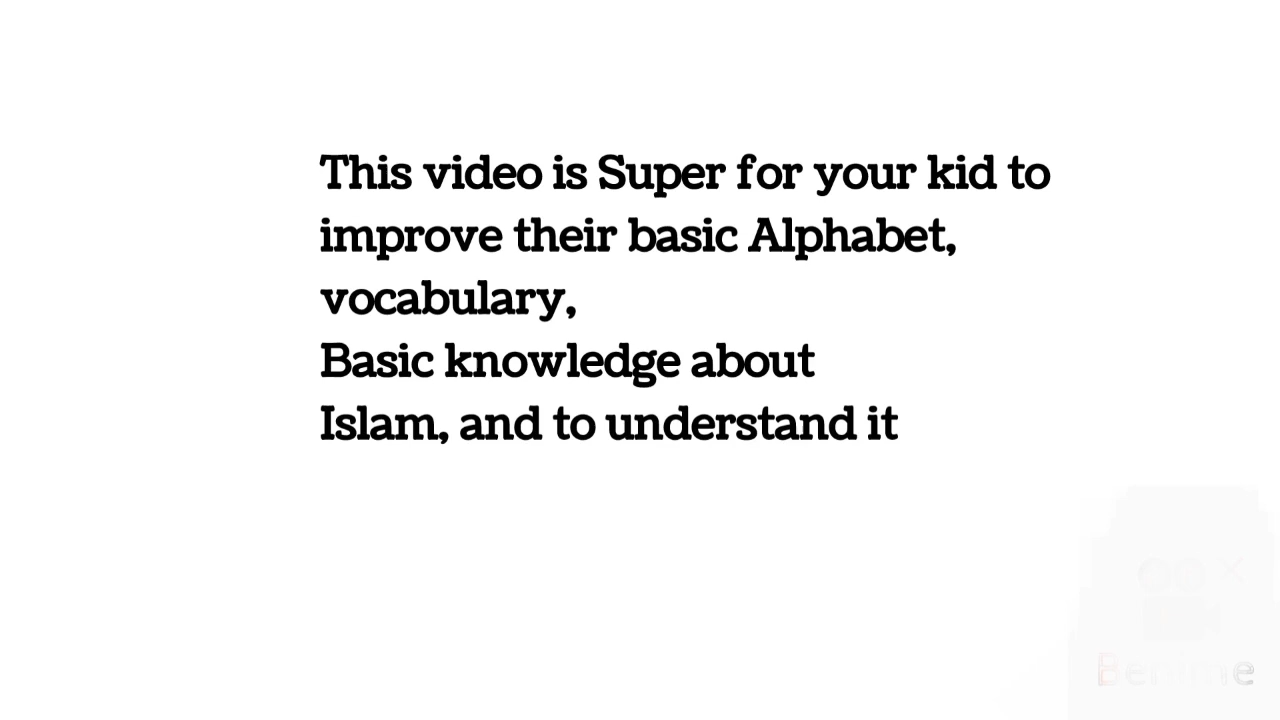 This video is Super for your kid to
improve their basic Alphabet,
vocabulary,
Basic knowledge about
Islam, and to understand it